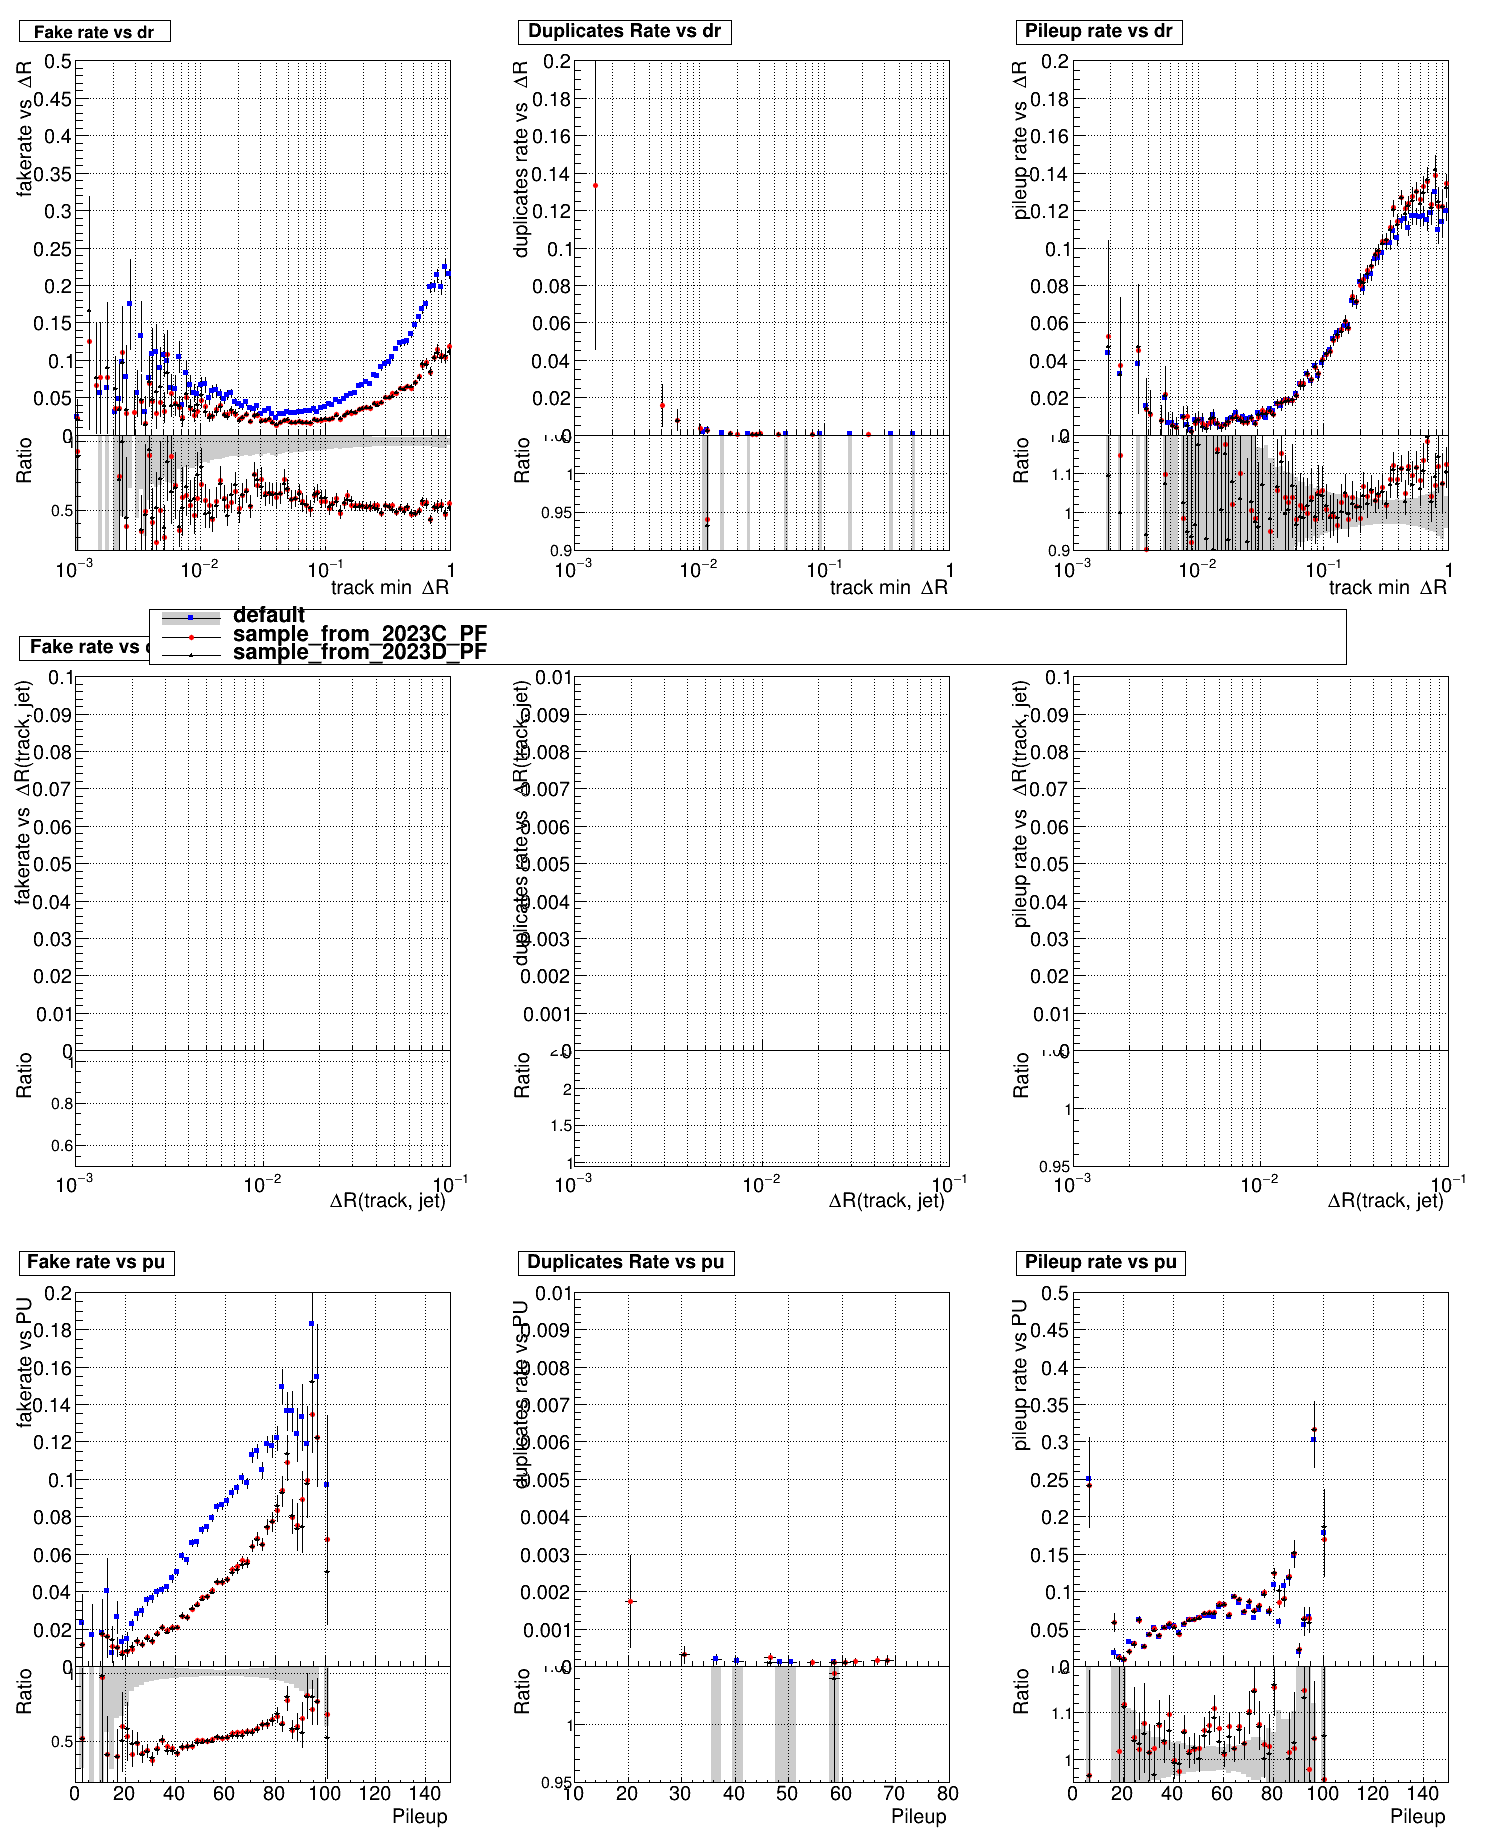 Fake rate vs dr
Duplicates Rate vs dr
Pileup rate vs dr
fakerate vs ΔR
0.5
0.45
0.4
0.35
0.3
0.25
0.2
0.15
0.1
0.05
0
Ratio
0.5
10⁻³ 10⁻² 10⁻¹ 1
track min ΔR
duplicates rate vs ΔR
0.2
0.18
0.16
0.14
0.12
0.1
0.08
0.06
0.04
0.02
0
Ratio
1
0.95
0.9
10⁻³ 10⁻² 10⁻¹ 1
track min ΔR
pileup rate vs ΔR
0.2
0.18
0.16
0.14
0.12
0.1
0.08
0.06
0.04
0.02
0
Ratio
1.1
1
0.9
10⁻³ 10⁻² 10⁻¹ 1
track min ΔR
default
sample_from_2023C_PF
sample_from_2023D_PF
Fake rate vs
fakerate vs ΔR(track, jet)
0.1
0.09
0.08
0.07
0.06
0.05
0.04
0.03
0.02
0.01
0
Ratio
1
0.8
0.6
10⁻³ 10⁻² 10⁻¹
ΔR(track, jet)
duplicates rate vs ΔR(track, jet)
0.01
0.009
0.008
0.007
0.006
0.005
0.004
0.003
0.002
0.001
0
Ratio
2
1.5
1
10⁻³ 10⁻² 10⁻¹
ΔR(track, jet)
pileup rate vs ΔR(track, jet)
0.1
0.09
0.08
0.07
0.06
0.05
0.04
0.03
0.02
0.01
0
Ratio
1
0.95
10⁻³ 10⁻² 10⁻¹
ΔR(track, jet)
Fake rate vs pu
Duplicates Rate vs pu
Pileup rate vs pu
fakerate vs PU
0.2
0.18
0.16
0.14
0.12
0.1
0.08
0.06
0.04
0.02
0
Ratio
1
0.5
0 20 40 60 80 100 120 140
Pileup
duplicates rate vs PU
0.01
0.009
0.008
0.007
0.006
0.005
0.004
0.003
0.002
0.001
0
Ratio
1
0.95
10 20 30 40 50 60 70 80
Pileup
pileup rate vs PU
0.5
0.45
0.4
0.35
0.3
0.25
0.2
0.15
0.1
0.05
0
Ratio
1.1
1
0 20 40 60 80 100 120 140
Pileup